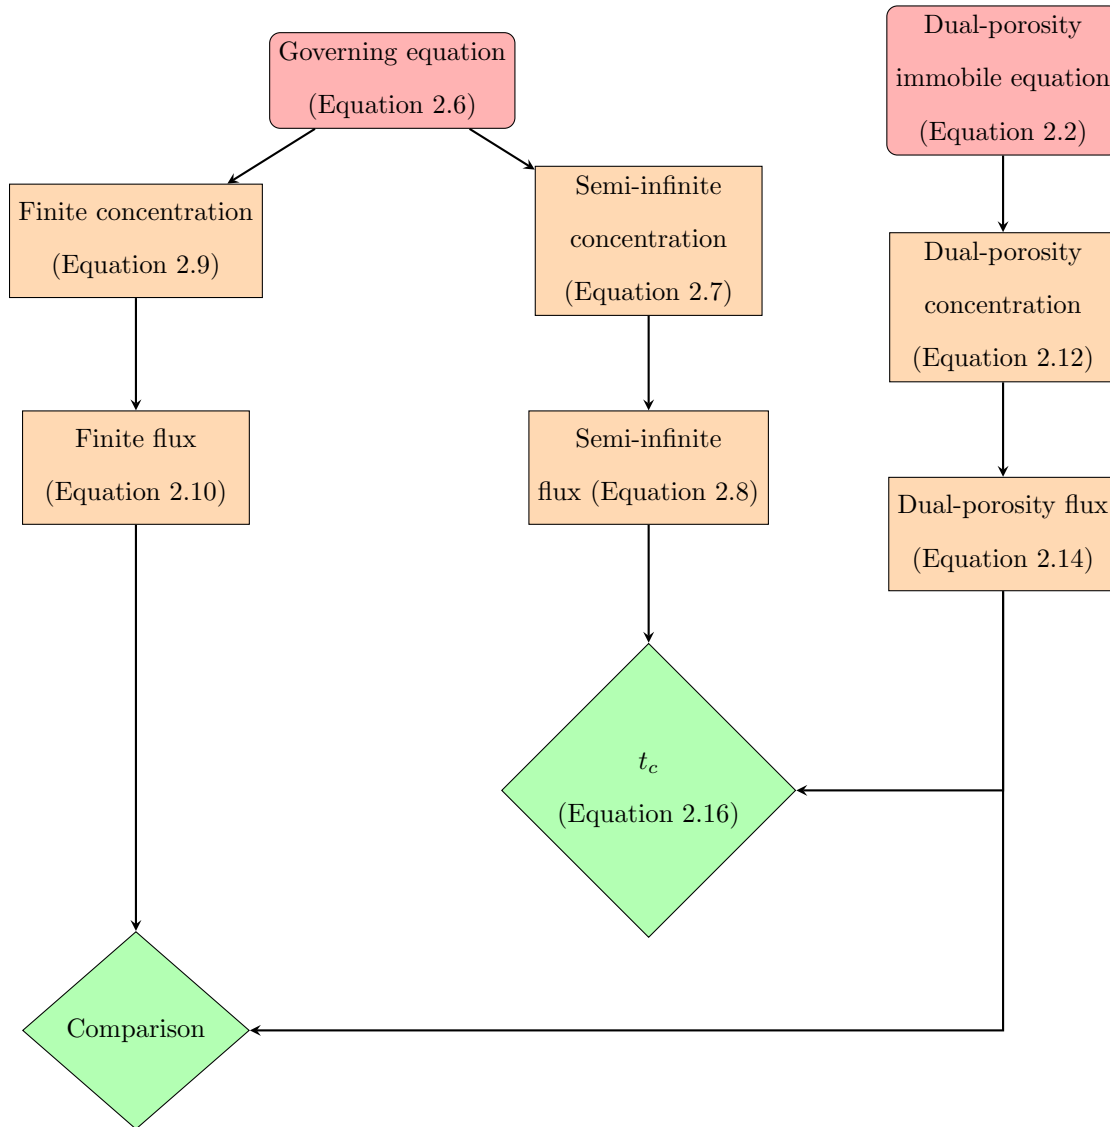 Governing equation
(Equation 2.6)
Dual-porosity
immobile equation
(Equation 2.2)
Finite concentration
(Equation 2.9)
Semi-infinite
concentration
(Equation 2.7)
Dual-porosity
concentration
(Equation 2.12)
Finite flux
(Equation 2.10)
Semi-infinite
flux (Equation 2.8)
Dual-porosity flux
(Equation 2.14)
t_c
(Equation 2.16)
Comparison